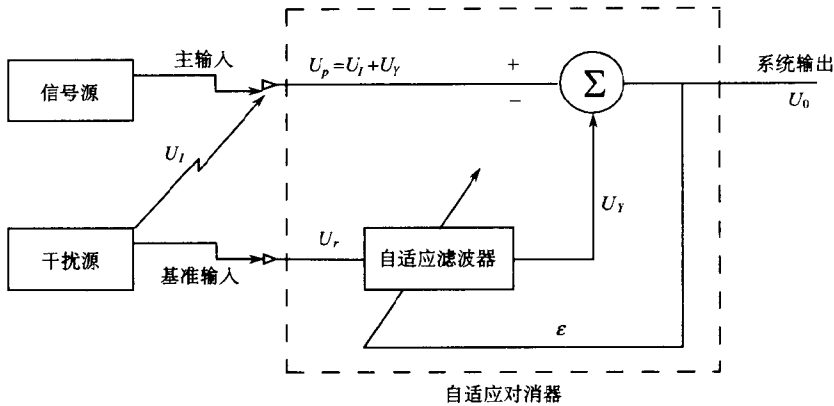 主输入
U_p=U_I+U_Y
+
−
Σ
系统输出
U_0
信号源
U_I
U_Y
干扰源
基准输入
U_r
自适应滤波器
ε
自适应对消器